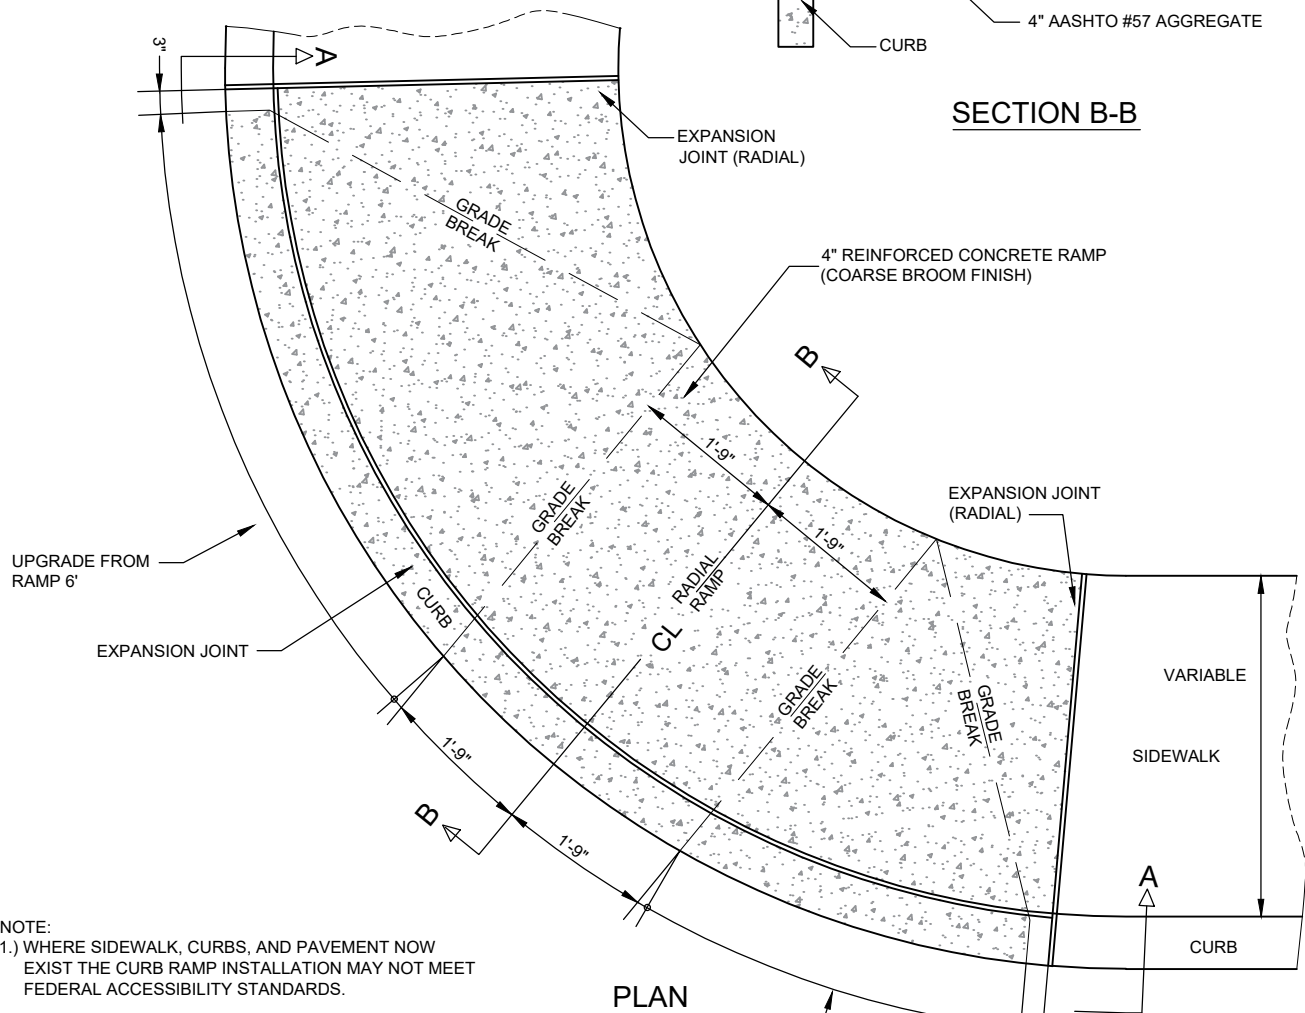 4" AASHTO #57 AGGREGATE
CURB
SECTION B-B
3"
A
EXPANSION
JOINT (RADIAL)
GRADE
BREAK
4" REINFORCED CONCRETE RAMP
(COARSE BROOM FINISH)
B
1'-9"
1'-9"
GRADE
BREAK
EXPANSION JOINT
(RADIAL)
UPGRADE FROM
RAMP 6'
RADIAL
RAMP
CL
CURB
EXPANSION JOINT
GRADE
BREAK
GRADE
BREAK
VARIABLE
SIDEWALK
1'-9"
B
1'-9"
A
CURB
NOTE:
1.) WHERE SIDEWALK, CURBS, AND PAVEMENT NOW
EXIST THE CURB RAMP INSTALLATION MAY NOT MEET
FEDERAL ACCESSIBILITY STANDARDS.
PLAN